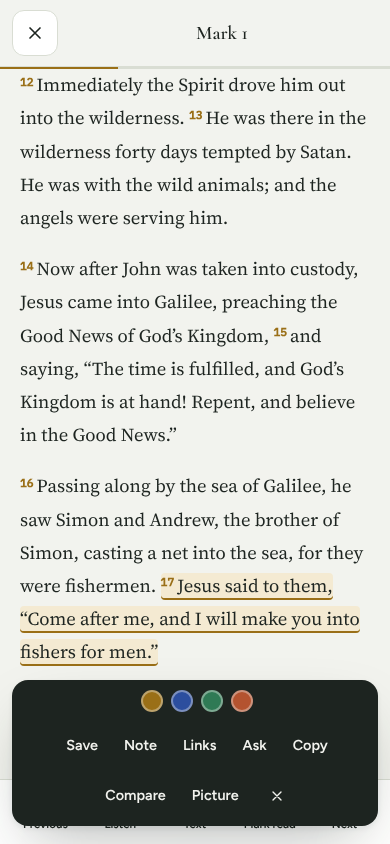 Mark 1
12 Immediately the Spirit drove him out
into the wilderness. 13 He was there in the
wilderness forty days tempted by Satan.
He was with the wild animals; and the
angels were serving him.
14 Now after John was taken into custody,
Jesus came into Galilee, preaching the
Good News of God’s Kingdom, 15 and
saying, “The time is fulfilled, and God’s
Kingdom is at hand! Repent, and believe
in the Good News.”
16 Passing along by the sea of Galilee, he
saw Simon and Andrew, the brother of
Simon, casting a net into the sea, for they
were fishermen. 17 Jesus said to them,
“Come after me, and I will make you into
fishers for men.”
Save Note Links Ask Copy
Compare Picture
Previous Listen Text Mark read Next